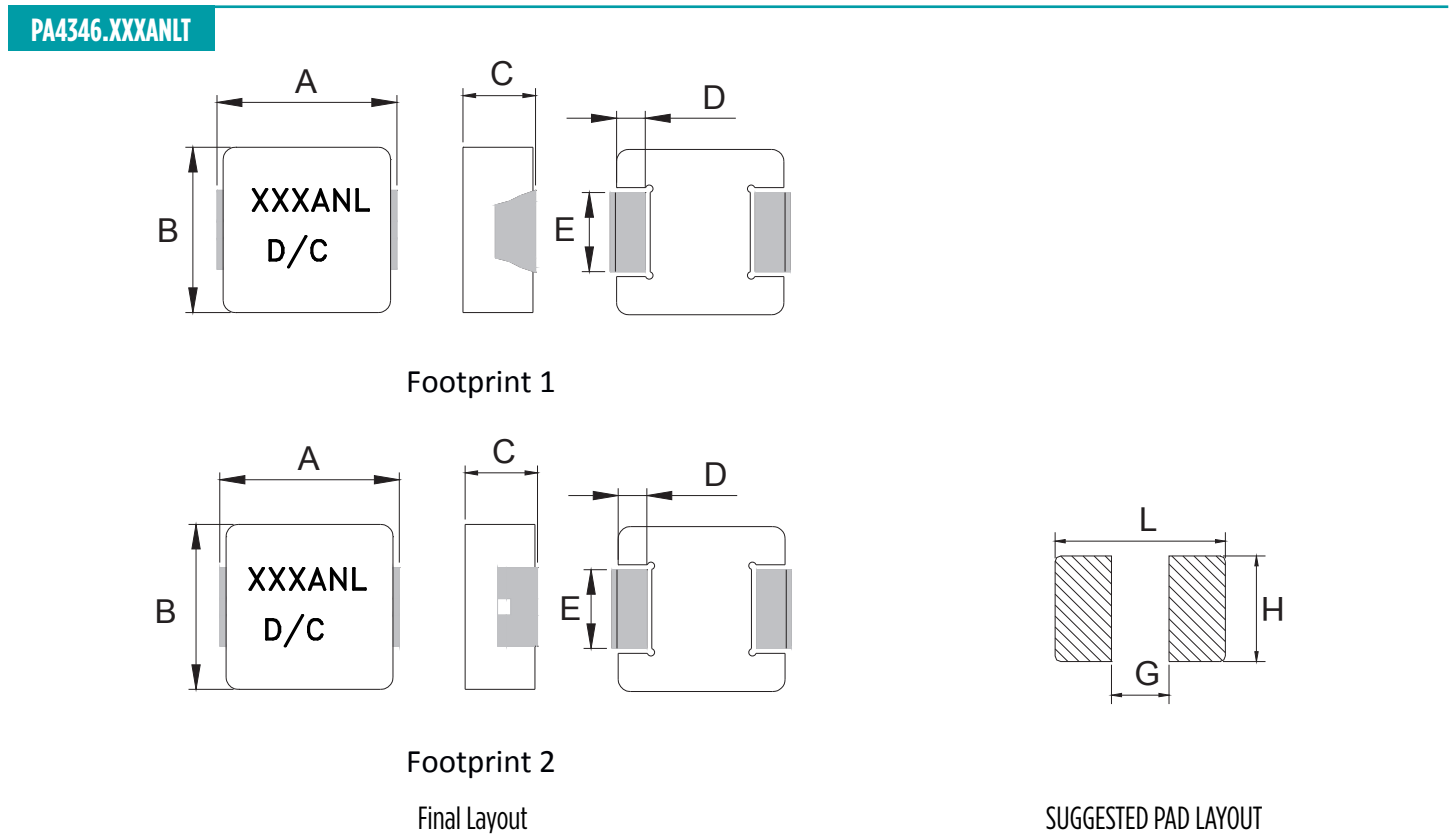 PA4346.XXXANLT
A
C
D
B
XXXANL
D/C
E
Footprint 1
A
C
D
B
XXXANL
D/C
E
L
H
G
Footprint 2
Final Layout
SUGGESTED PAD LAYOUT